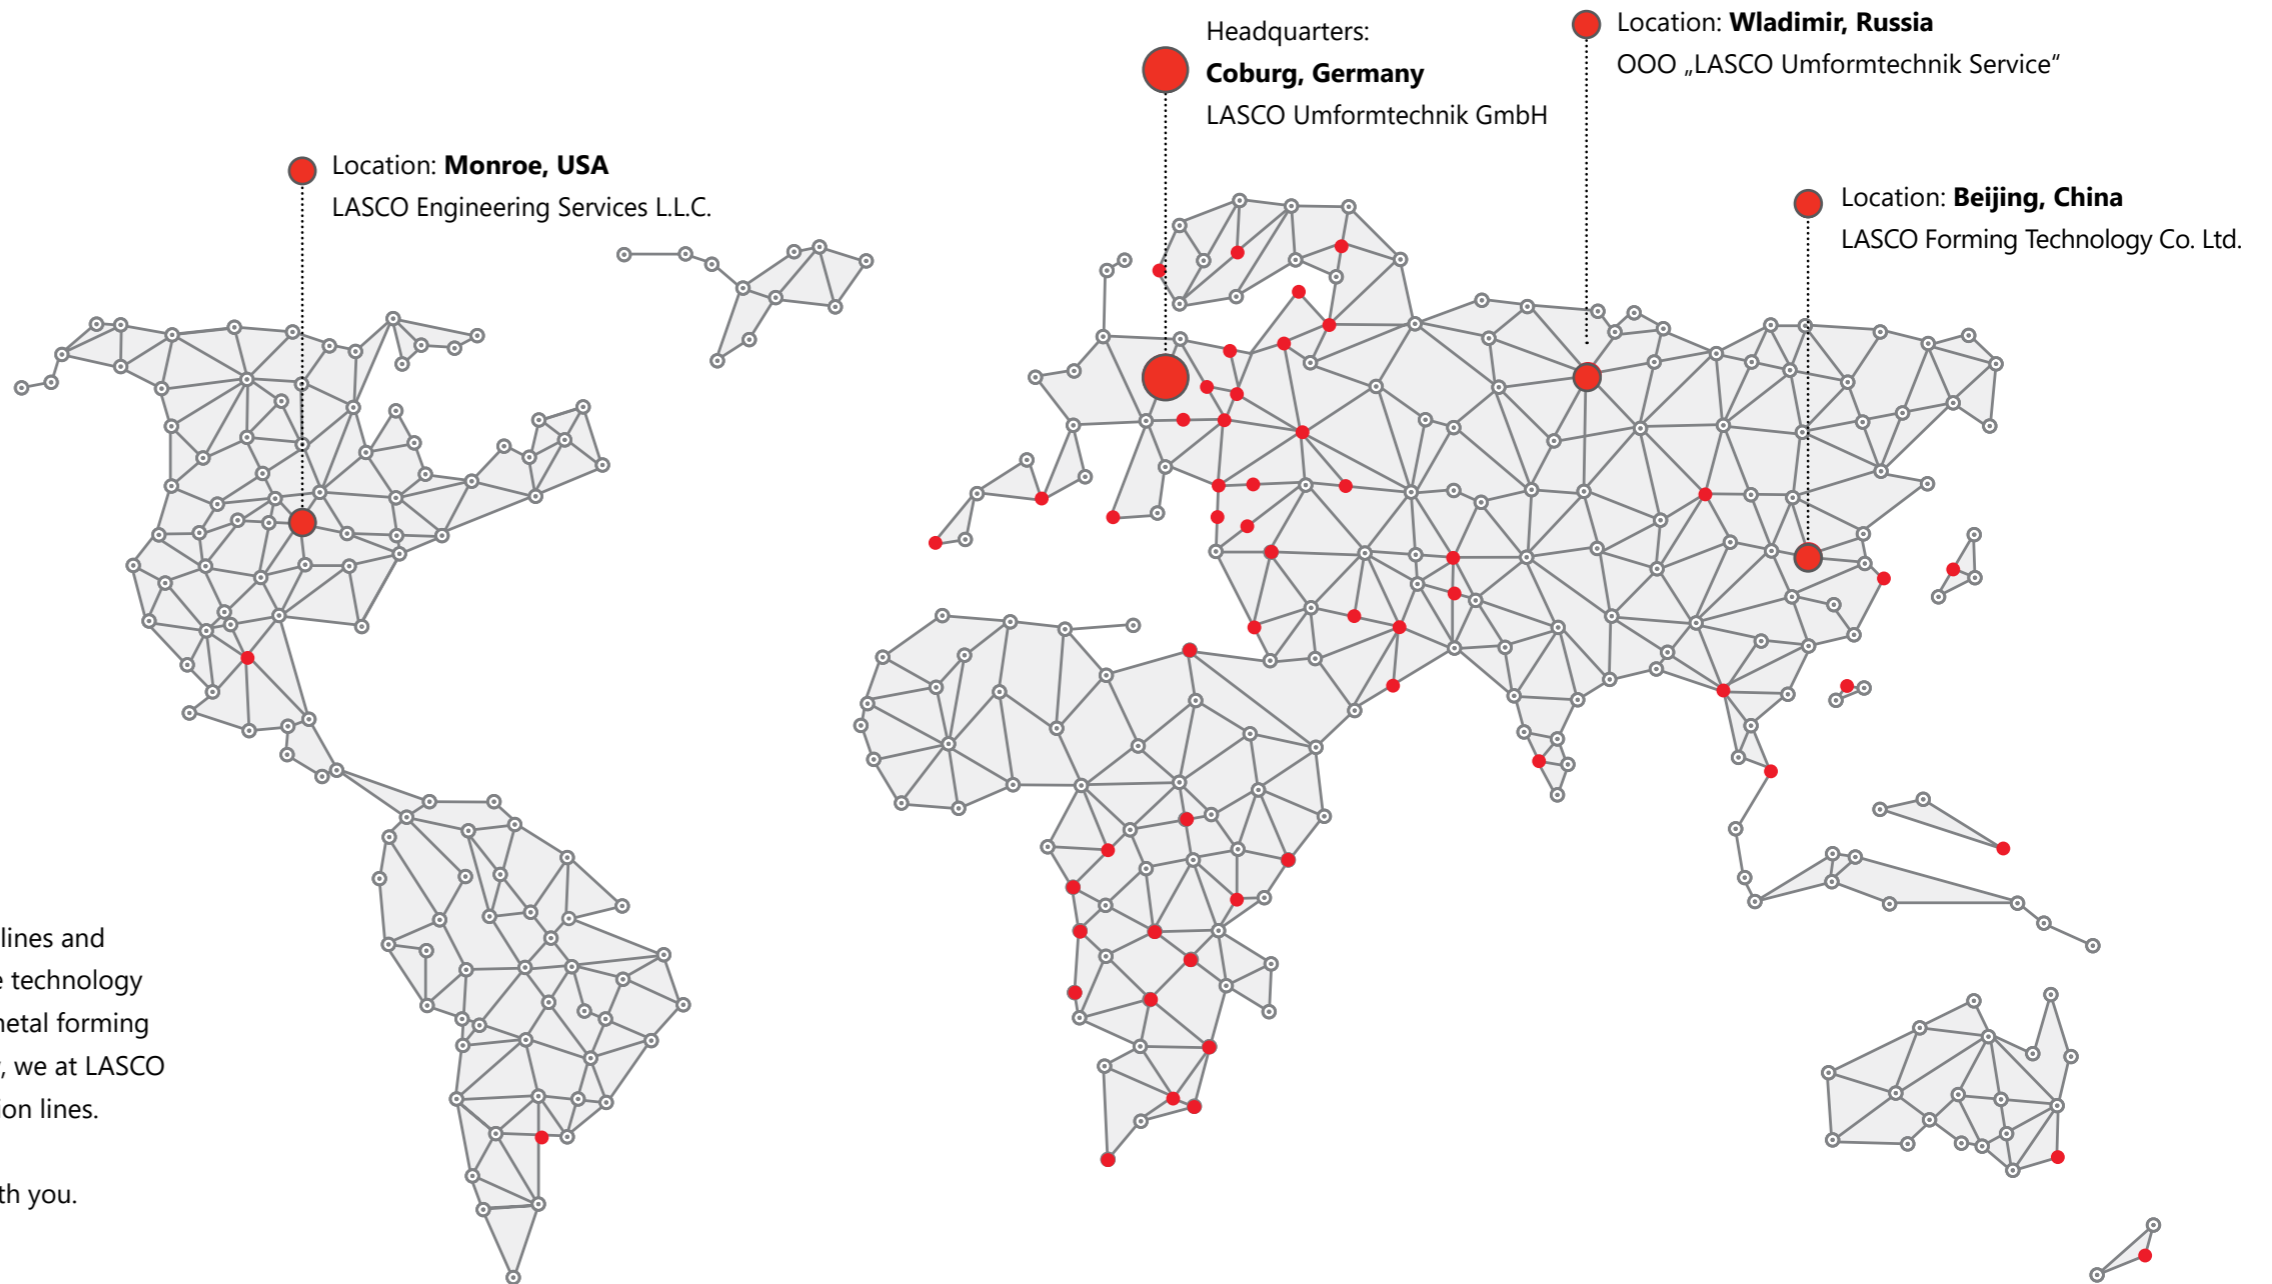 Headquarters:
Coburg, Germany
LASCO Umformtechnik GmbH
Location: Wladimir, Russia
OOO „LASCO Umformtechnik Service“
Location: Monroe, USA
LASCO Engineering Services L.L.C.
Location: Beijing, China
LASCO Forming Technology Co. Ltd.
lines and
technology
metal forming
, we at LASCO
ion lines.
th you.